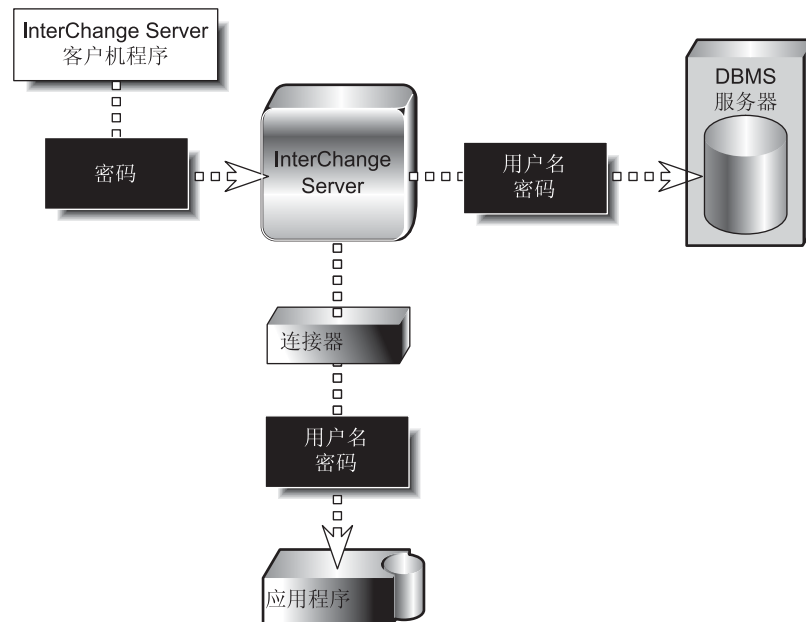 InterChange Server
客户机程序
密码
InterChange
Server
用户名
密码
DBMS
服务器
连接器
用户名
密码
应用程序